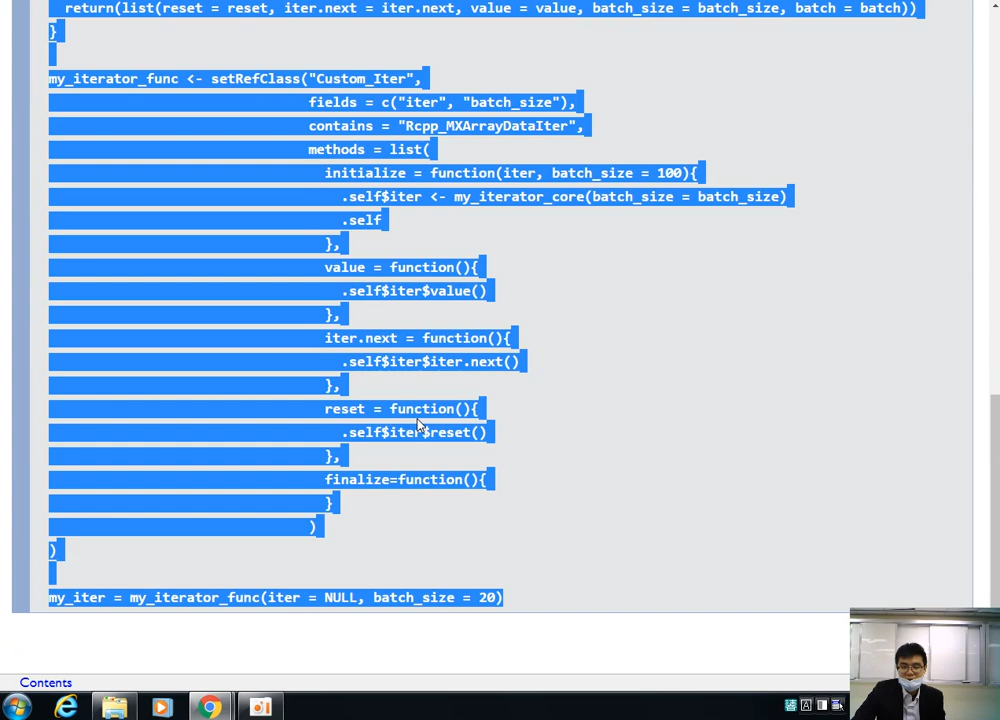 return(list(reset = reset, iter.next = iter.next, value = value, batch_size = batch_size, batch = batch))
}
my_iterator_func <- setRefClass("Custom_Iter",
fields = c("iter", "batch_size"),
contains = "Rcpp_MXArrayDataIter",
methods = list(
initialize = function(iter, batch_size = 100){
.self$iter <- my_iterator_core(batch_size = batch_size)
.self
},
value = function(){
.self$iter$value()
},
iter.next = function(){
.self$iter$iter.next()
},
reset = function(){
.self$iter$reset()
},
finalize=function(){
}
)
)
my_iter = my_iterator_func(iter = NULL, batch_size = 20)
Contents